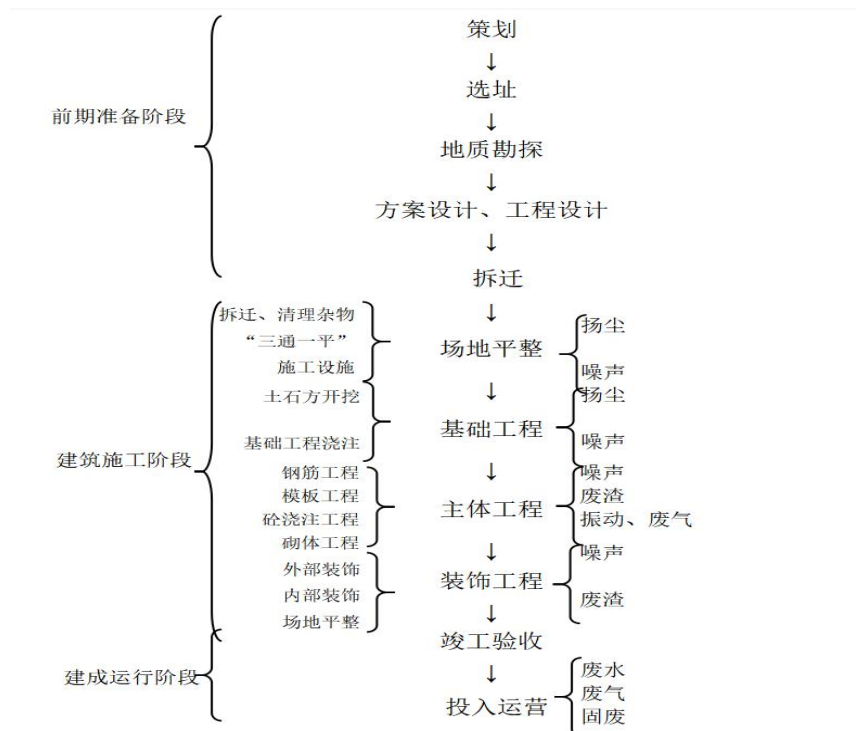 策划
↓
选址
↓
前期准备阶段
地质勘探
↓
方案设计、工程设计
↓
拆迁
↓
拆迁、清理杂物
“三通一平”
施工设施
场地平整
扬尘
噪声
↓
土石方开挖
基础工程浇注
基础工程
扬尘
噪声
↓
建筑施工阶段
钢筋工程
模板工程
砼浇注工程
砌体工程
主体工程
噪声
废渣
振动、废气
↓
外部装饰
内部装饰
场地平整
装饰工程
噪声
废渣
↓
竣工验收
↓
建成运行阶段
投入运营
废水
废气
固废